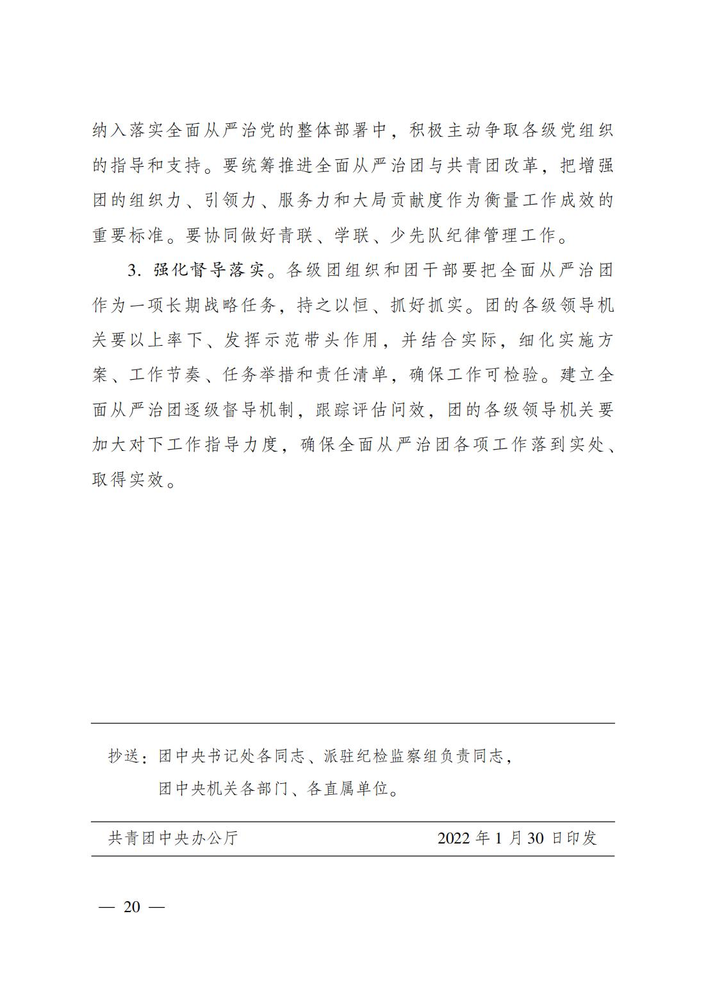 纳入落实全面从严治党的整体部署中，积极主动争取各级党组织
的指导和支持。要统筹推进全面从严治团与共青团改革，把增强
团的组织力、引领力、服务力和大局贡献度作为衡量工作成效的
重要标准。要协同做好青联、学联、少先队纪律管理工作。
3. 强化督导落实。各级团组织和团干部要把全面从严治团
作为一项长期战略任务，持之以恒、抓好抓实。团的各级领导机
关要以上率下、发挥示范带头作用，并结合实际，细化实施方
案、工作节奏、任务举措和责任清单，确保工作可检验。建立全
面从严治团逐级督导机制，跟踪评估问效，团的各级领导机关要
加大对下工作指导力度，确保全面从严治团各项工作落到实处、
取得实效。
抄送：团中央书记处各同志、派驻纪检监察组负责同志，
团中央机关各部门、各直属单位。
共青团中央办公厅 2022 年 1 月 30 日印发
— 20 —